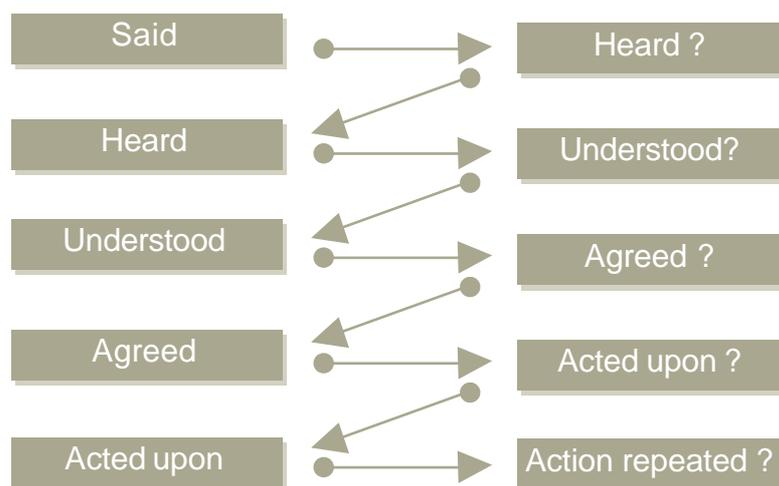 Said
Heard ?
Heard
Understood?
Understood
Agreed ?
Agreed
Acted upon ?
Acted upon
Action repeated ?